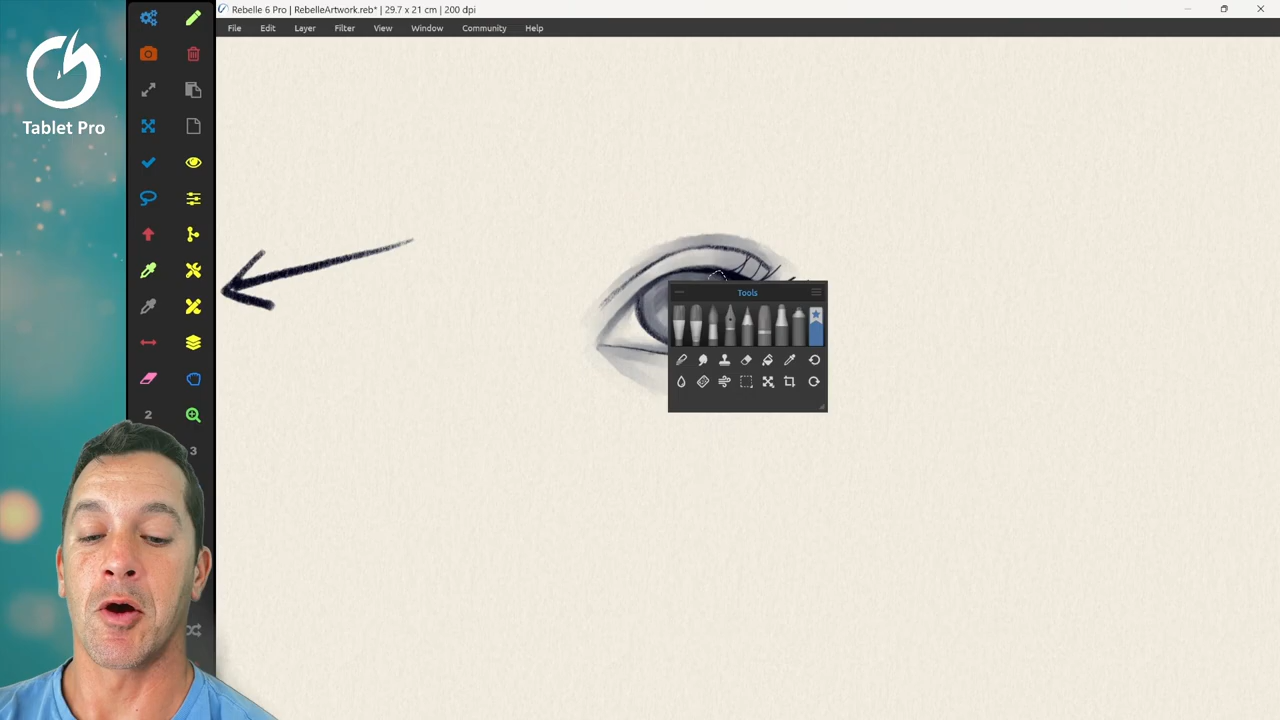 Rebelle 6 Pro | RebelleArtwork.reb* | 29.7 x 21 cm | 200 dpi
File Edit Layer Filter View Window Community Help
Tablet Pro
Tools
2
3